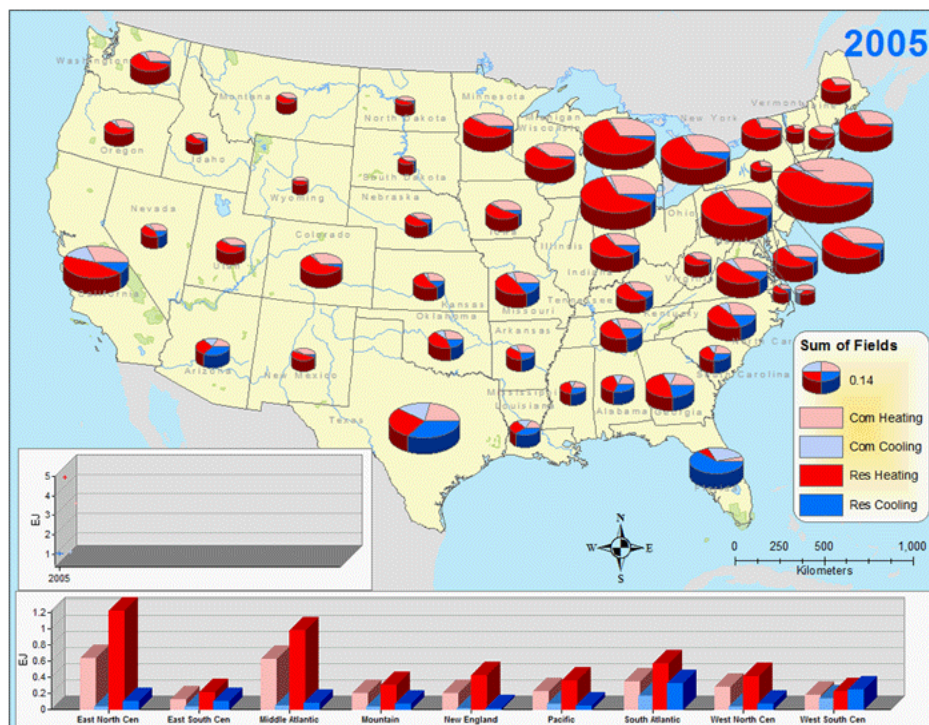 2005
Washington
Montana
North Dakota
Minnesota
Michigan
Wisconsin
New York
Vermont
Oregon
Idaho
South Dakota
Wyoming
Nebraska
Iowa
Nevada
Utah
Colorado
Illinois
Ohio
Indiana
California
Kansas
Missouri
Tennessee
Kentucky
Virginia
Oklahoma
Arkansas
North Car
South Carolina
Arizona
New Mexico
Mississippi
Louisiana
Alabama
Georgia
Texas
Sum of Fields
0.14
Com Heating
Com Cooling
Res Heating
Res Cooling
N
W E
S
0 250 500 1,000
Kilometers
5
4
3
2
1
EJ
2005
1.2
1
0.8
0.6
0.4
0.2
0
EJ
East North Cen
East South Cen
Middle Atlantic
Mountain
New England
Pacific
South Atlantic
West North Cen
West South Cen